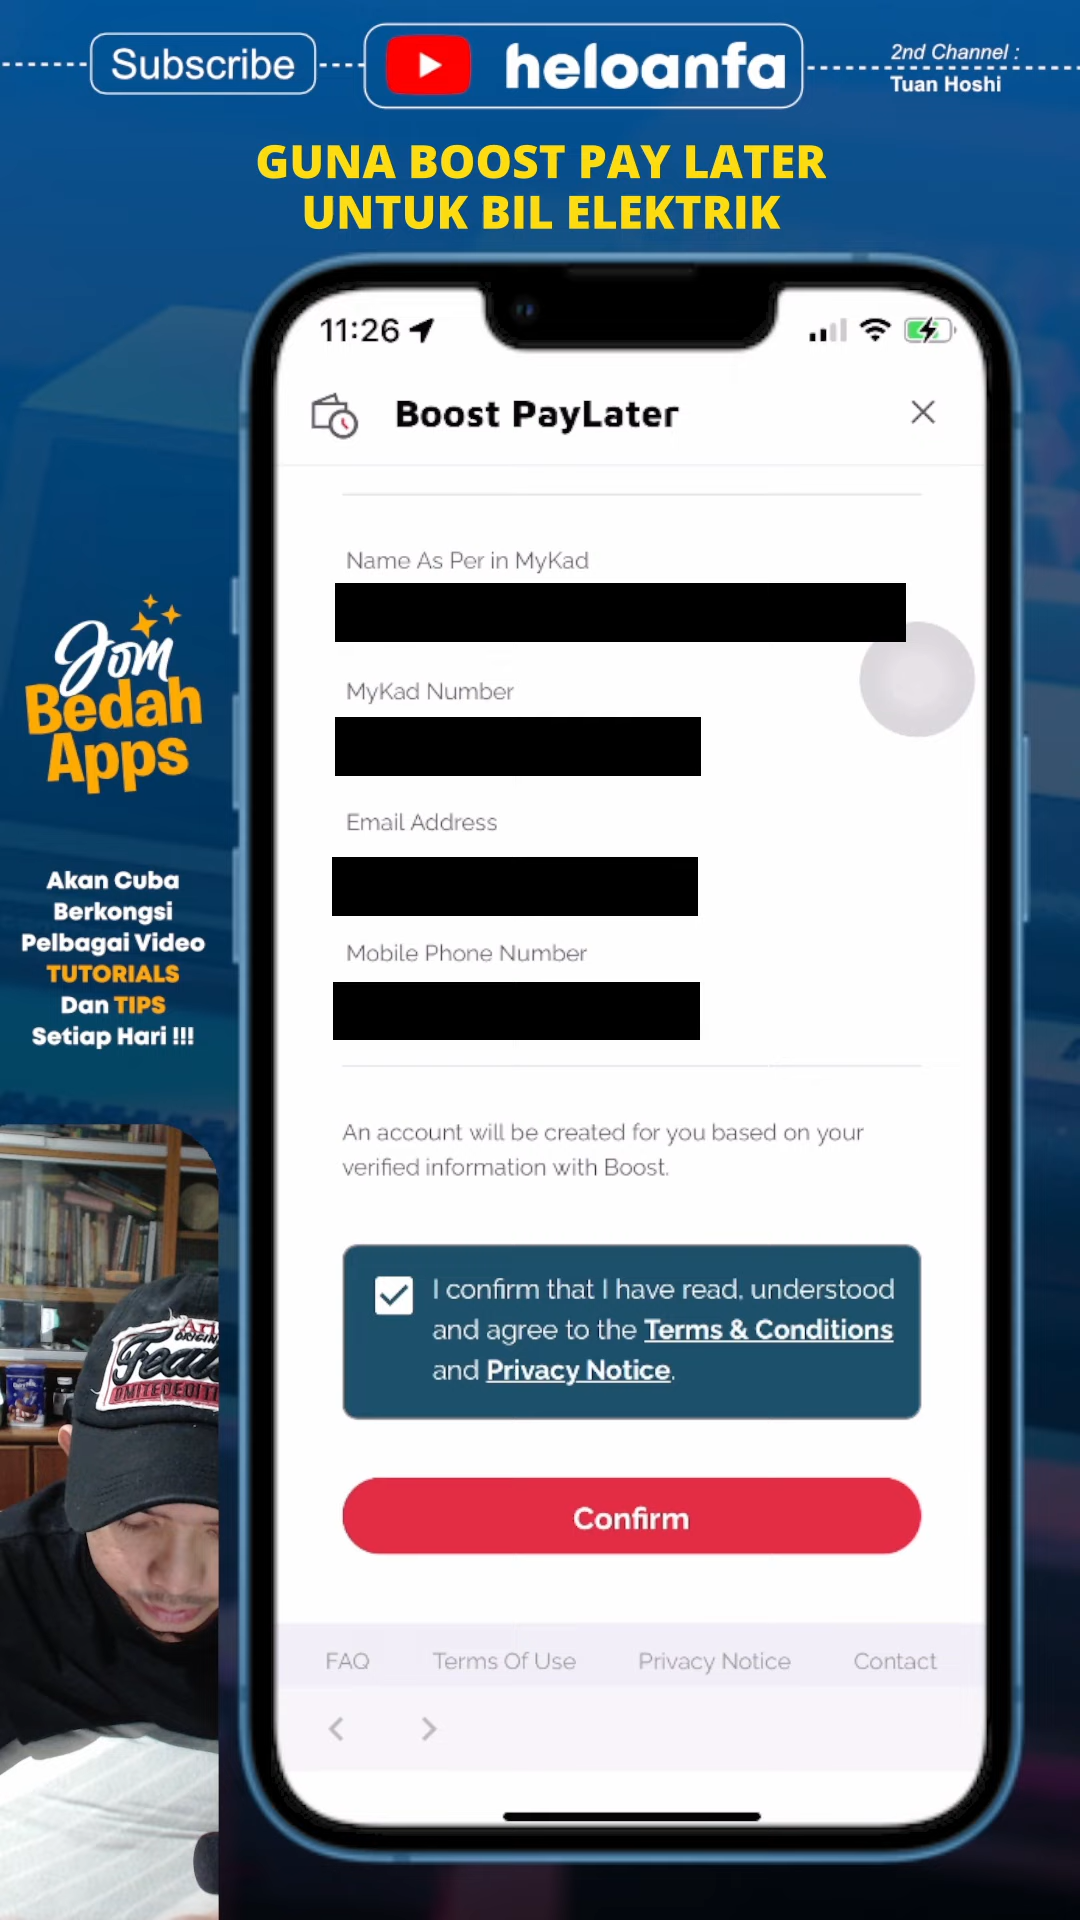 Subscribe
heloanfa
2nd Channel :
Tuan Hoshi
GUNA BOOST PAY LATER
UNTUK BIL ELEKTRIK
11:26
Boost PayLater
Name As Per in MyKad
MyKad Number
Email Address
Mobile Phone Number
An account will be created for you based on your
verified information with Boost.
I confirm that I have read, understood
and agree to the Terms & Conditions
and Privacy Notice.
Confirm
FAQ
Terms Of Use
Privacy Notice
Contact
Jom
Bedah
Apps
Akan Cuba
Berkongsi
Pelbagai Video
TUTORIALS
Dan TIPS
Setiap Hari !!!